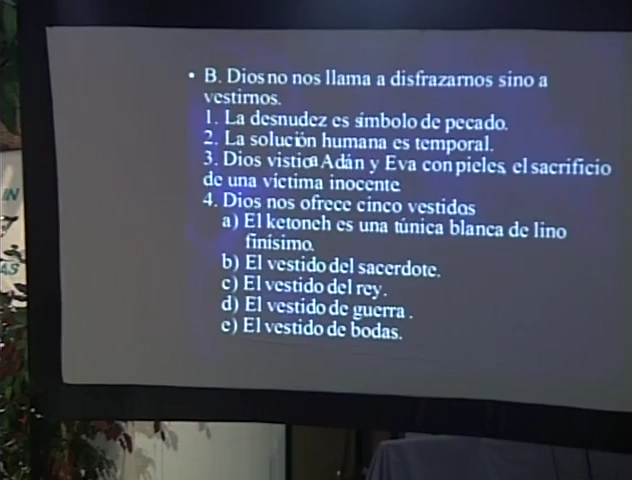 • B. Dios no nos llama a disfrazarnos sino a
vestirnos.
1. La desnudez es símbolo de pecado.
2. La solución humana es temporal.
3. Dios vistió a Adán y Eva con pieles, el sacrificio
de una víctima inocente
4. Dios nos ofrece cinco vestidos
a) El ketoneh es una túnica blanca de lino
finísimo.
b) El vestido del sacerdote.
c) El vestido del rey.
d) El vestido de guerra.
e) El vestido de bodas.
IN
AS